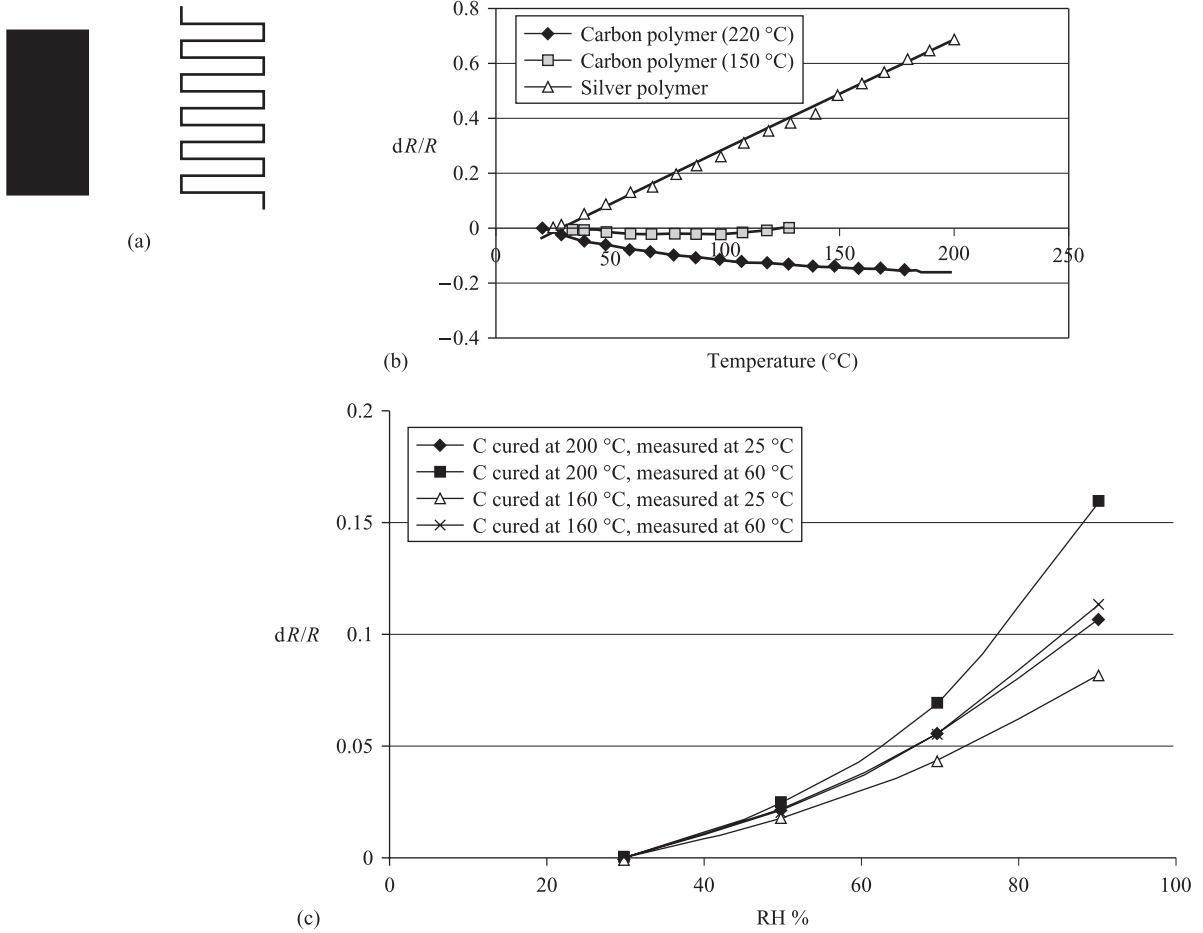 (a)
0.8
0.6
0.4
0.2
0
−0.2
−0.4
dR/R
Carbon polymer (220 °C)
Carbon polymer (150 °C)
Silver polymer
0
50
100
150
200
250
Temperature (°C)
(b)
0.2
0.15
0.1
0.05
0
dR/R
C cured at 200 °C, measured at 25 °C
C cured at 200 °C, measured at 60 °C
C cured at 160 °C, measured at 25 °C
C cured at 160 °C, measured at 60 °C
0 20 40 60 80 100
RH %
(c)